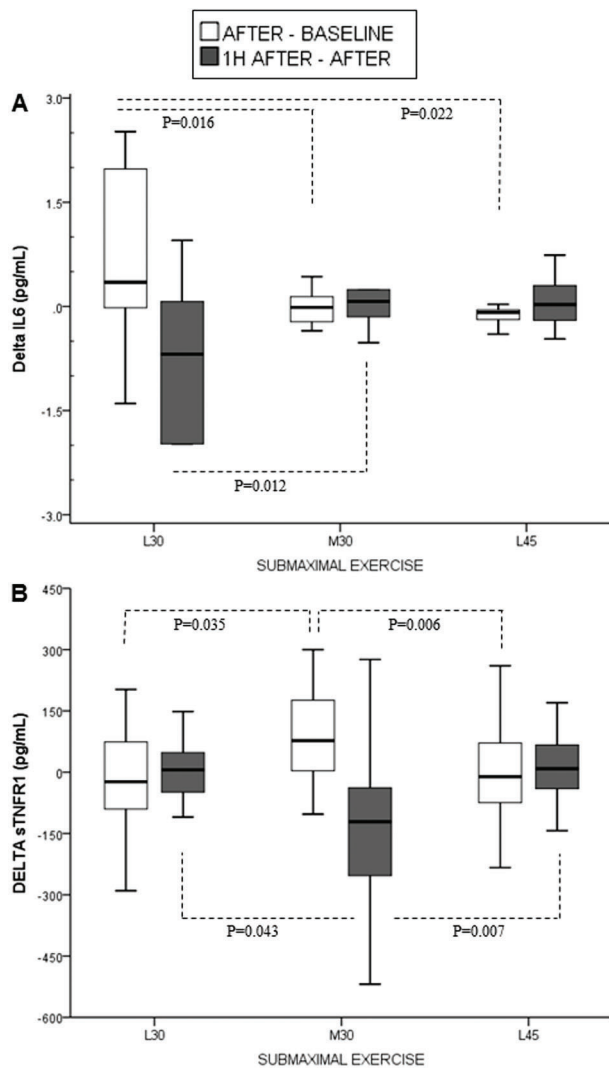 AFTER - BASELINE
1H AFTER - AFTER
A
3.0
P=0.016
P=0.022
1.5
.0
-1.5
-3.0
Delta IL6 (pg/mL)
P=0.012
L30
M30
L45
SUBMAXIMAL EXERCISE
B
450
300
150
0
-150
-300
-450
-600
DELTA sTNFR1 (pg/mL)
P=0.035
P=0.006
P=0.043
P=0.007
L30
M30
L45
SUBMAXIMAL EXERCISE